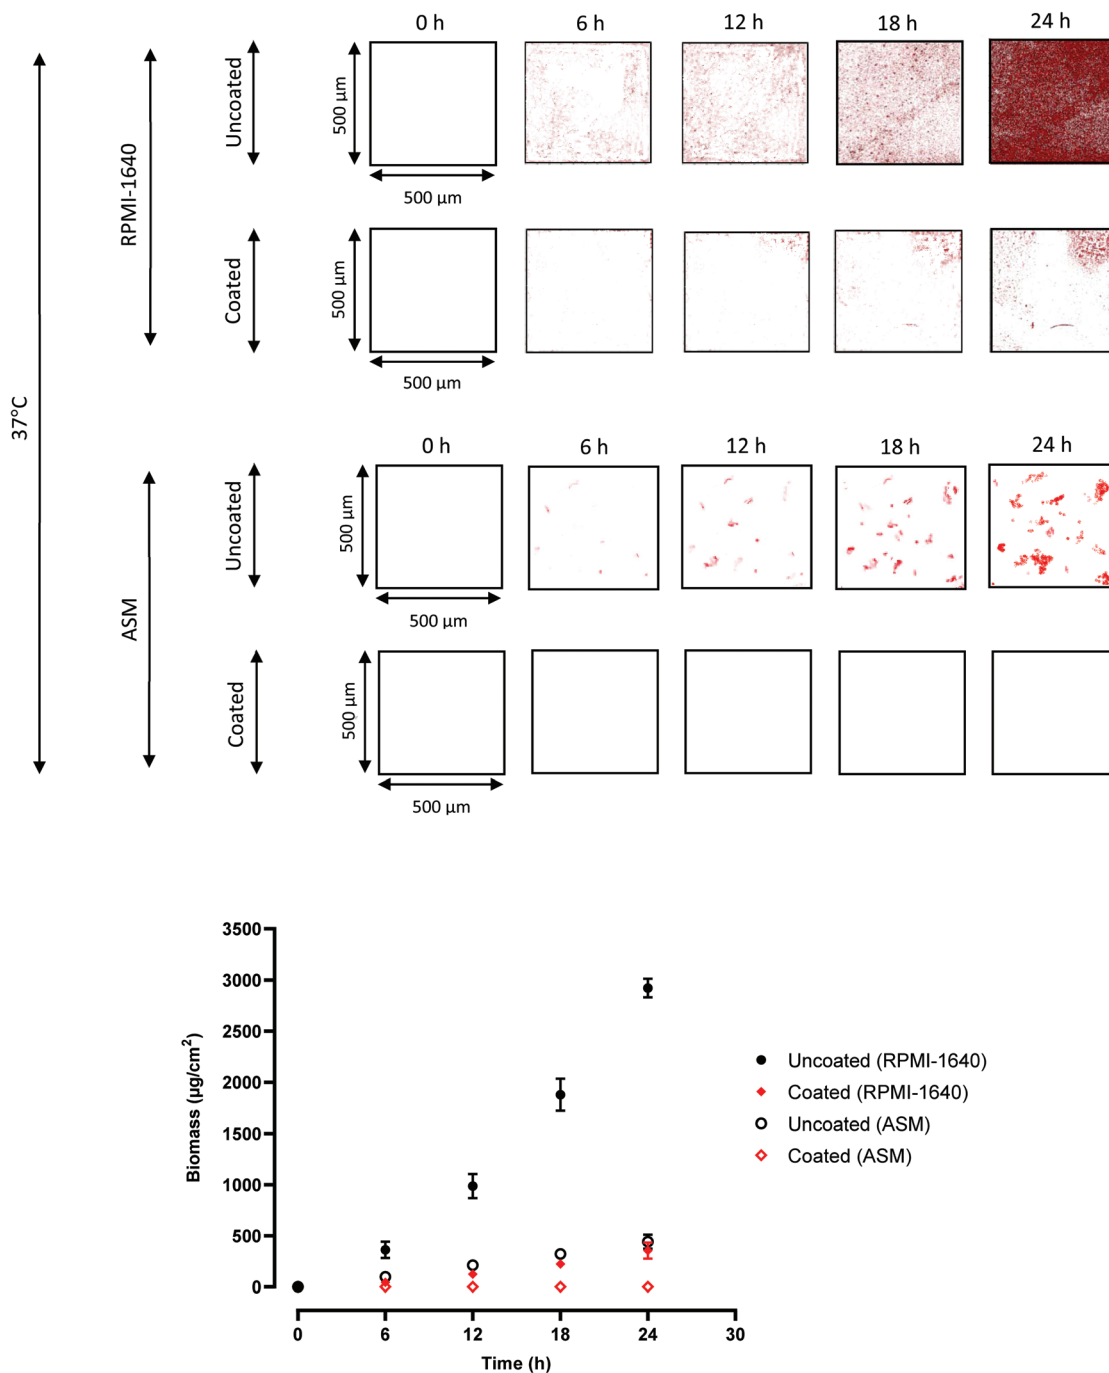 0 h 6 h 12 h 18 h 24 h
37°C
RPMI-1640
Uncoated
500 µm
500 µm
Coated
500 µm
500 µm
0 h 6 h 12 h 18 h 24 h
ASM
Uncoated
500 µm
500 µm
Coated
500 µm
500 µm
Biomass (µg/cm²)
3500
3000
2500
2000
1500
1000
500
0
0 6 12 18 24 30
Time (h)
Uncoated (RPMI-1640)
Coated (RPMI-1640)
Uncoated (ASM)
Coated (ASM)